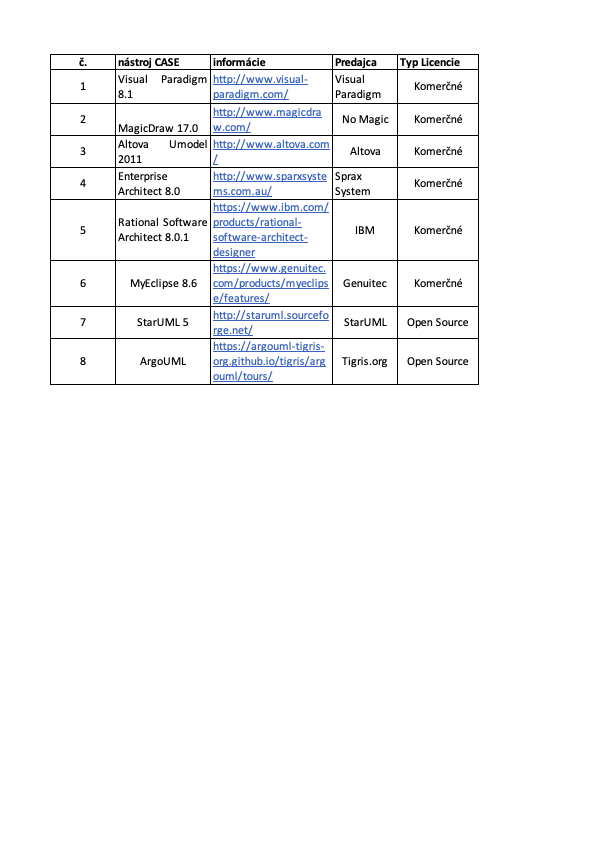 č. nástroj CASE informácie Predajca Typ Licencie
1 Visual Paradigm 8.1 http://www.visual-paradigm.com/ Visual Paradigm Komerčné
2 MagicDraw 17.0 http://www.magicdraw.com/ No Magic Komerčné
3 Altova Umodel 2011 http://www.altova.com/ Altova Komerčné
4 Enterprise Architect 8.0 http://www.sparxsystems.com.au/ Sprax System Komerčné
5 Rational Software Architect 8.0.1 https://www.ibm.com/products/rational-software-architect-designer IBM Komerčné
6 MyEclipse 8.6 https://www.genuitec.com/products/myeclipse/features/ Genuitec Komerčné
7 StarUML 5 http://staruml.sourceforge.net/ StarUML Open Source
8 ArgoUML https://argouml-tigris-org.github.io/tigris/argouml/tours/ Tigris.org Open Source